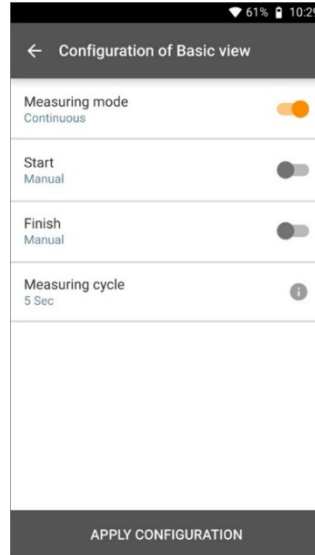 61% 10:29
← Configuration of Basic view
Measuring mode
Continuous
Start
Manual
Finish
Manual
Measuring cycle
5 Sec
i
APPLY CONFIGURATION